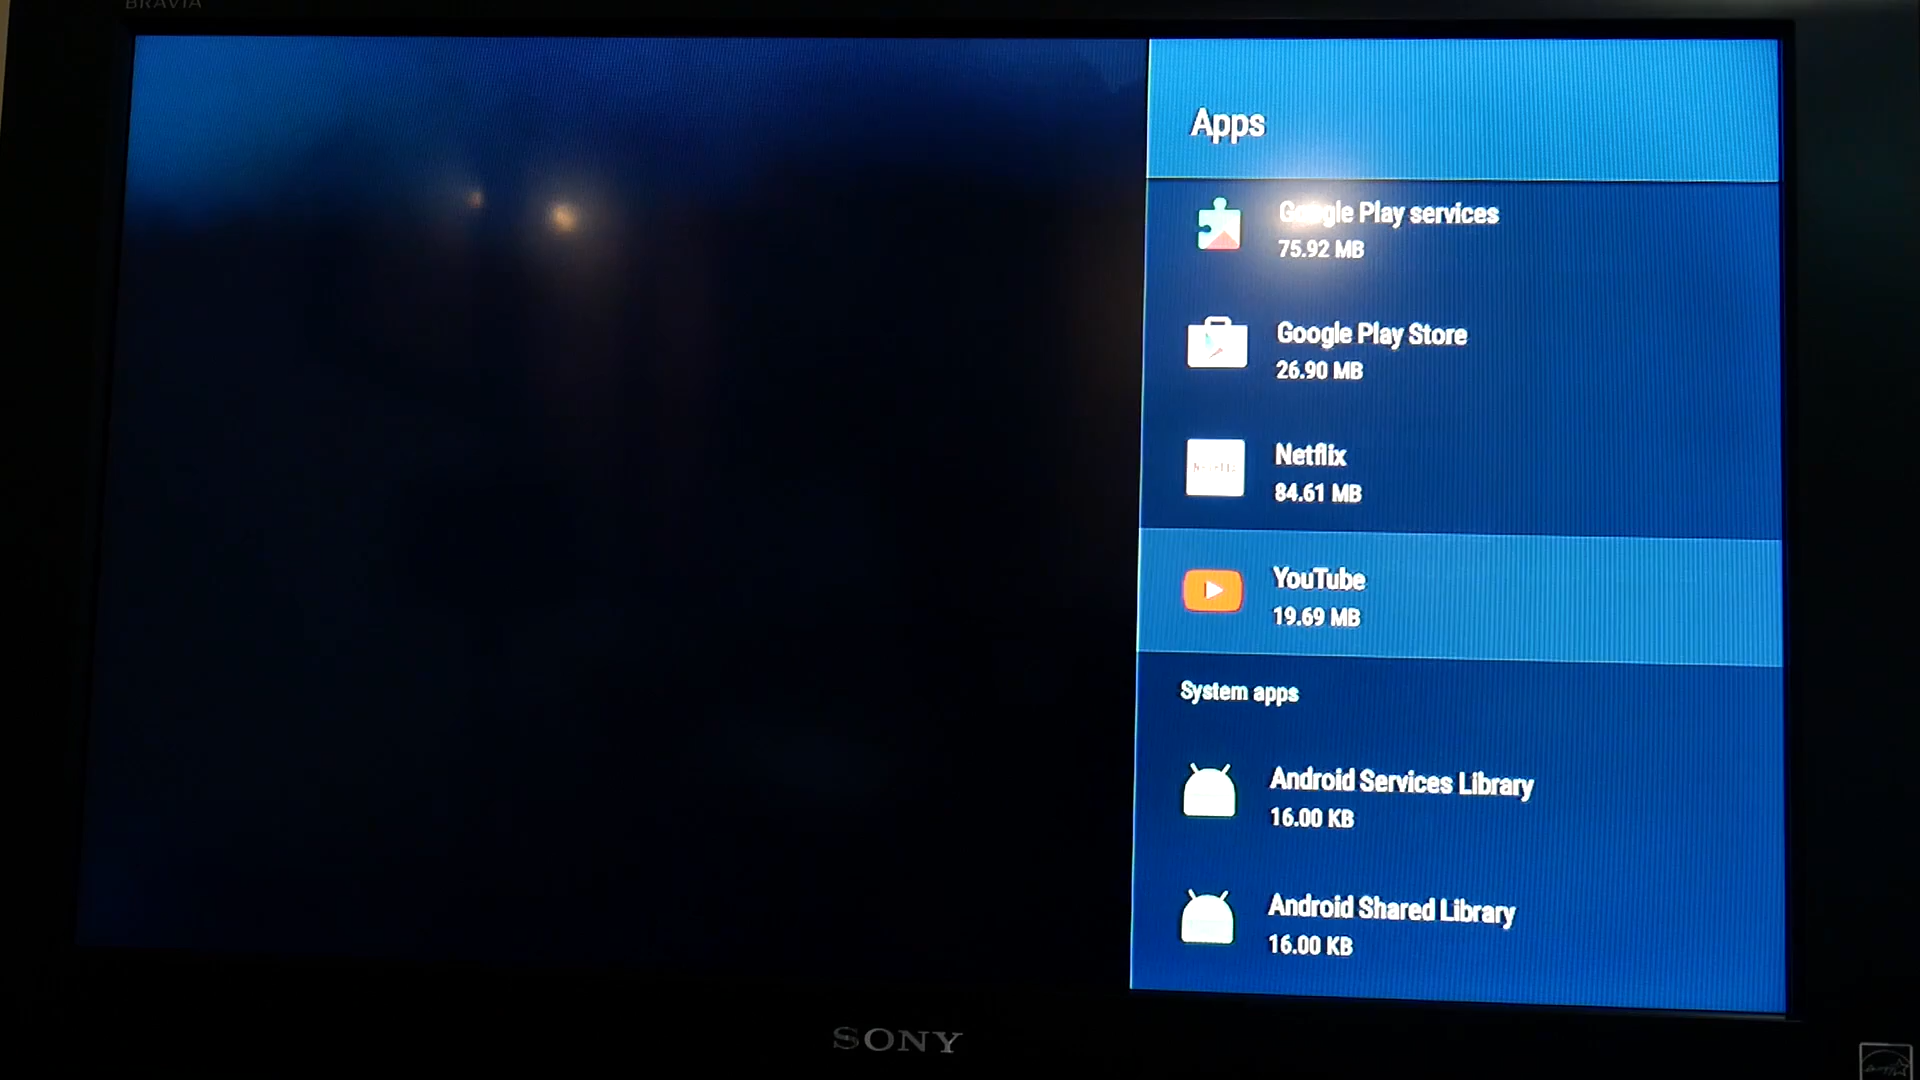 BRAVIA
Apps
Google Play services
75.92 MB
Google Play Store
26.90 MB
Netflix
84.61 MB
YouTube
19.69 MB
System apps
Android Services Library
16.00 KB
Android Shared Library
16.00 KB
SONY